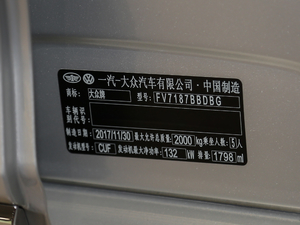 一汽-大众汽车有限公司·中国制造
商标: 大众牌 型号: FV7187BBDBG
车辆识别代号:
制造日期: 2017/11/30 最大允许总质量: 2000 kg 乘坐人数: 5人
发动机型号: CUF 发动机最大净功率: 132 kW 排量: 1798 ml